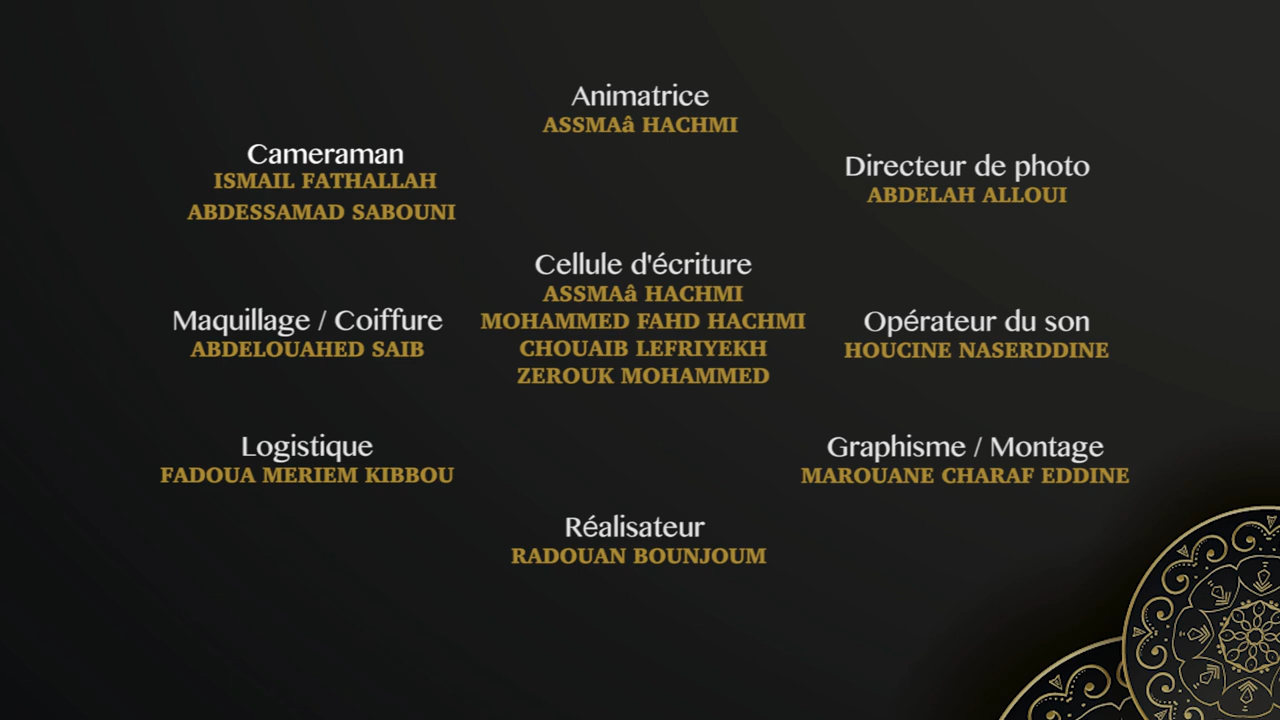 Animatrice
ASSMAâ HACHMI
Cameraman
ISMAIL FATHALLAH
ABDESSAMAD SABOUNI
Directeur de photo
ABDELAH ALLOUI
Cellule d'écriture
ASSMAâ HACHMI
MOHAMMED FAHD HACHMI
CHOUAIB LEFRIYEKH
ZEROUK MOHAMMED
Maquillage / Coiffure
ABDELOUAHED SAIB
Opérateur du son
HOUCINE NASERDDINE
Logistique
FADOUA MERIEM KIBBOU
Graphisme / Montage
MAROUANE CHARAF EDDINE
Réalisateur
RADOUAN BOUNJOUM